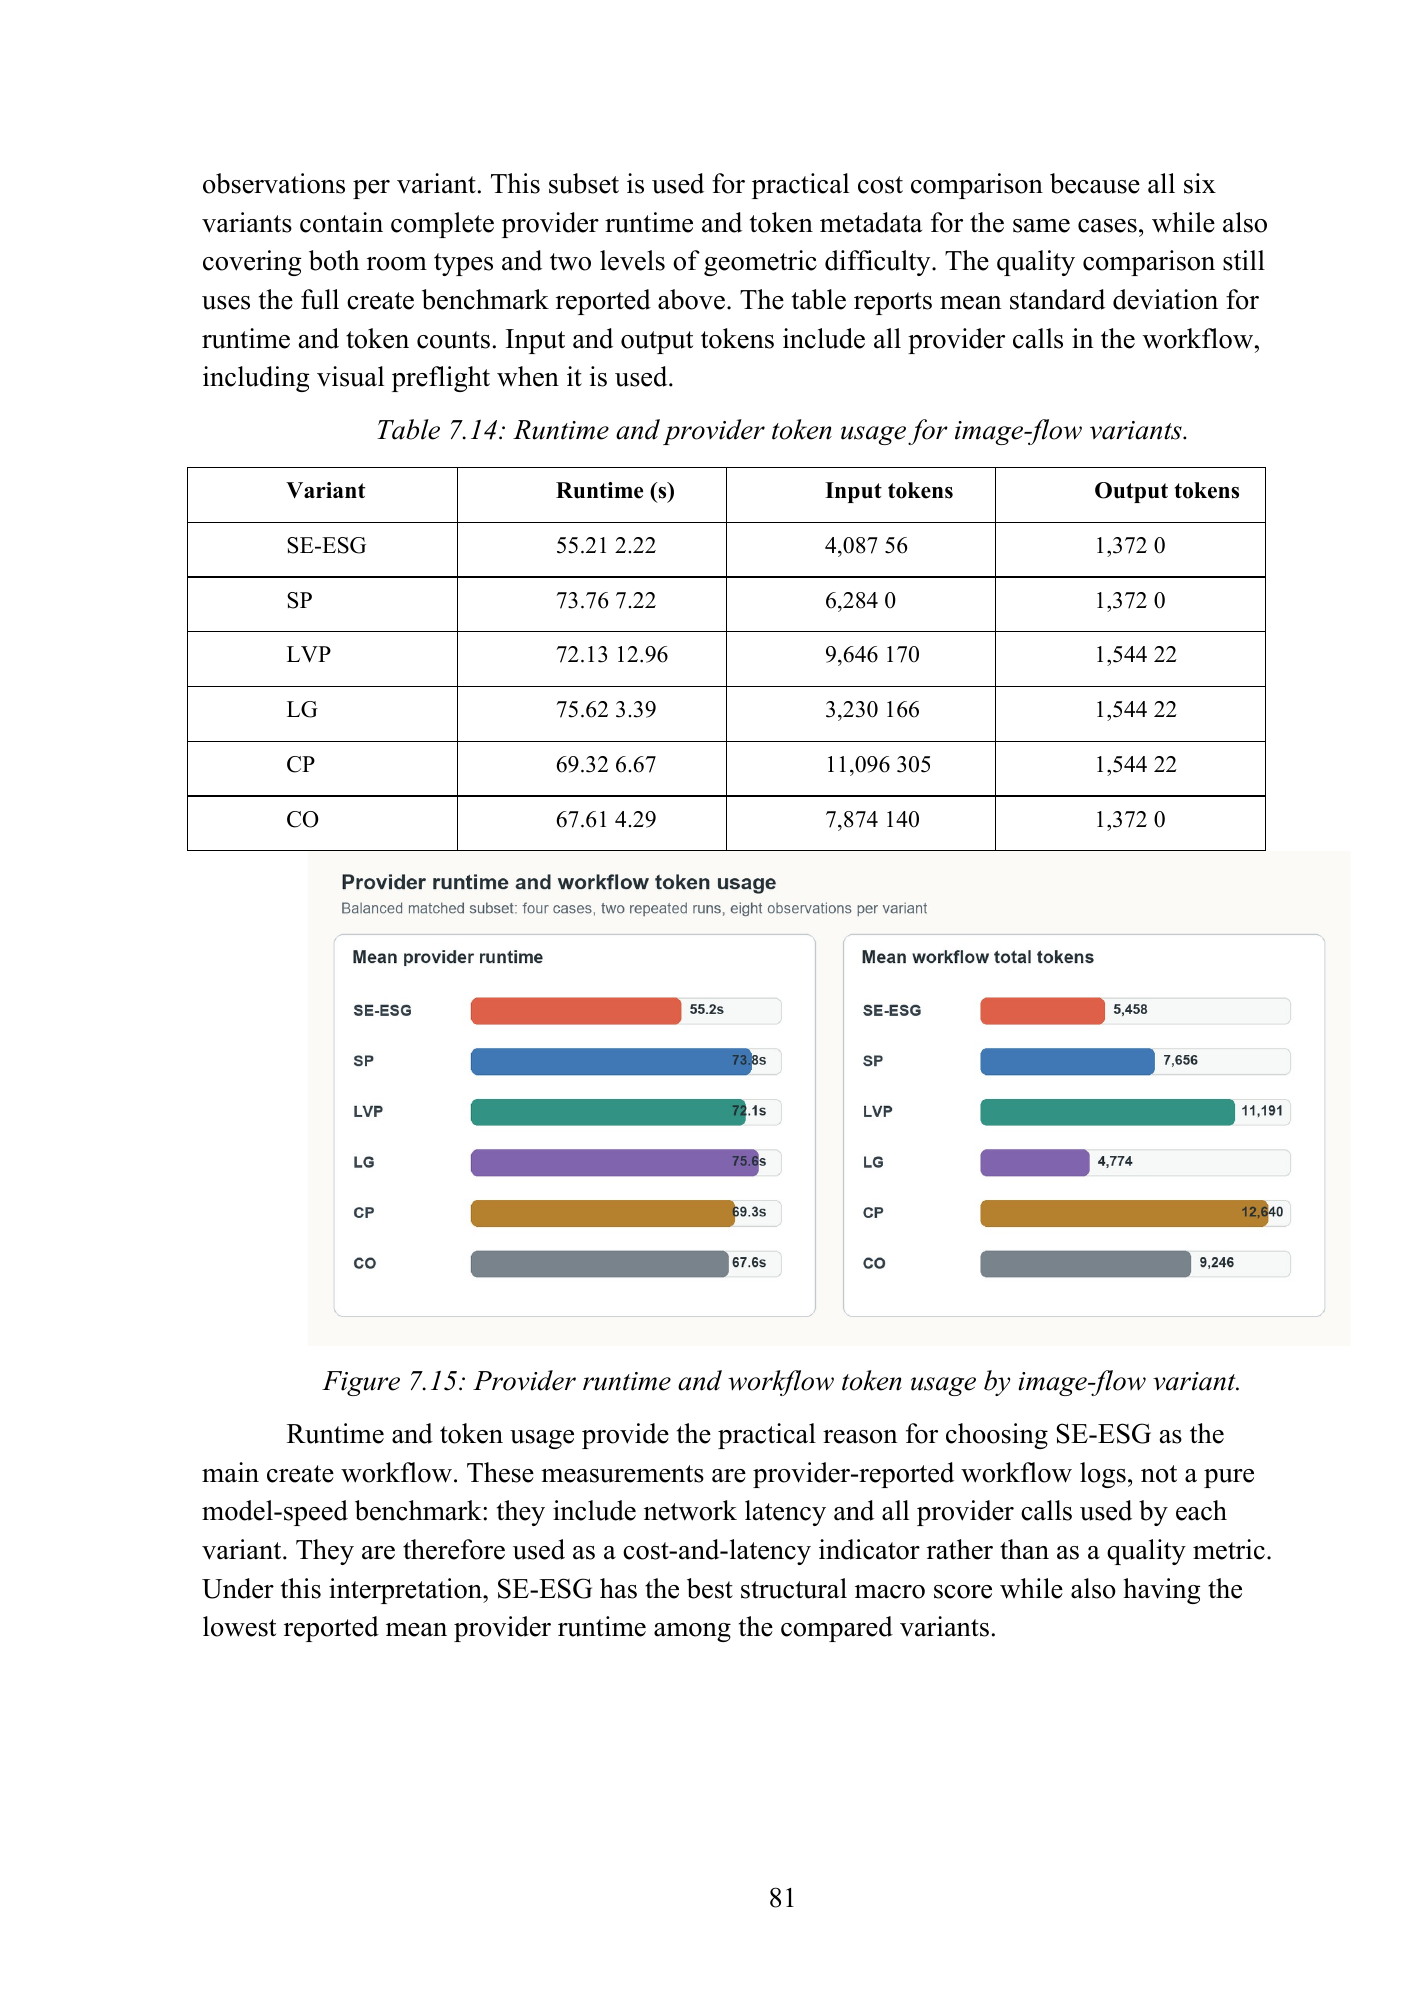 observations per variant. This subset is used for practical cost comparison because all six
variants contain complete provider runtime and token metadata for the same cases, while also
covering both room types and two levels of geometric difficulty. The quality comparison still
uses the full create benchmark reported above. The table reports mean standard deviation for
runtime and token counts. Input and output tokens include all provider calls in the workflow,
including visual preflight when it is used.
Table 7.14: Runtime and provider token usage for image-flow variants.
Variant Runtime (s) Input tokens Output tokens
SE-ESG 55.21 2.22 4,087 56 1,372 0
SP 73.76 7.22 6,284 0 1,372 0
LVP 72.13 12.96 9,646 170 1,544 22
LG 75.62 3.39 3,230 166 1,544 22
CP 69.32 6.67 11,096 305 1,544 22
CO 67.61 4.29 7,874 140 1,372 0
Provider runtime and workflow token usage
Balanced matched subset: four cases, two repeated runs, eight observations per variant
Mean provider runtime
SE-ESG 55.2s
SP 73.8s
LVP 72.1s
LG 75.6s
CP 69.3s
CO 67.6s
Mean workflow total tokens
SE-ESG 5,458
SP 7,656
LVP 11,191
LG 4,774
CP 12,640
CO 9,246
Figure 7.15: Provider runtime and workflow token usage by image-flow variant.
Runtime and token usage provide the practical reason for choosing SE-ESG as the
main create workflow. These measurements are provider-reported workflow logs, not a pure
model-speed benchmark: they include network latency and all provider calls used by each
variant. They are therefore used as a cost-and-latency indicator rather than as a quality metric.
Under this interpretation, SE-ESG has the best structural macro score while also having the
lowest reported mean provider runtime among the compared variants.
81